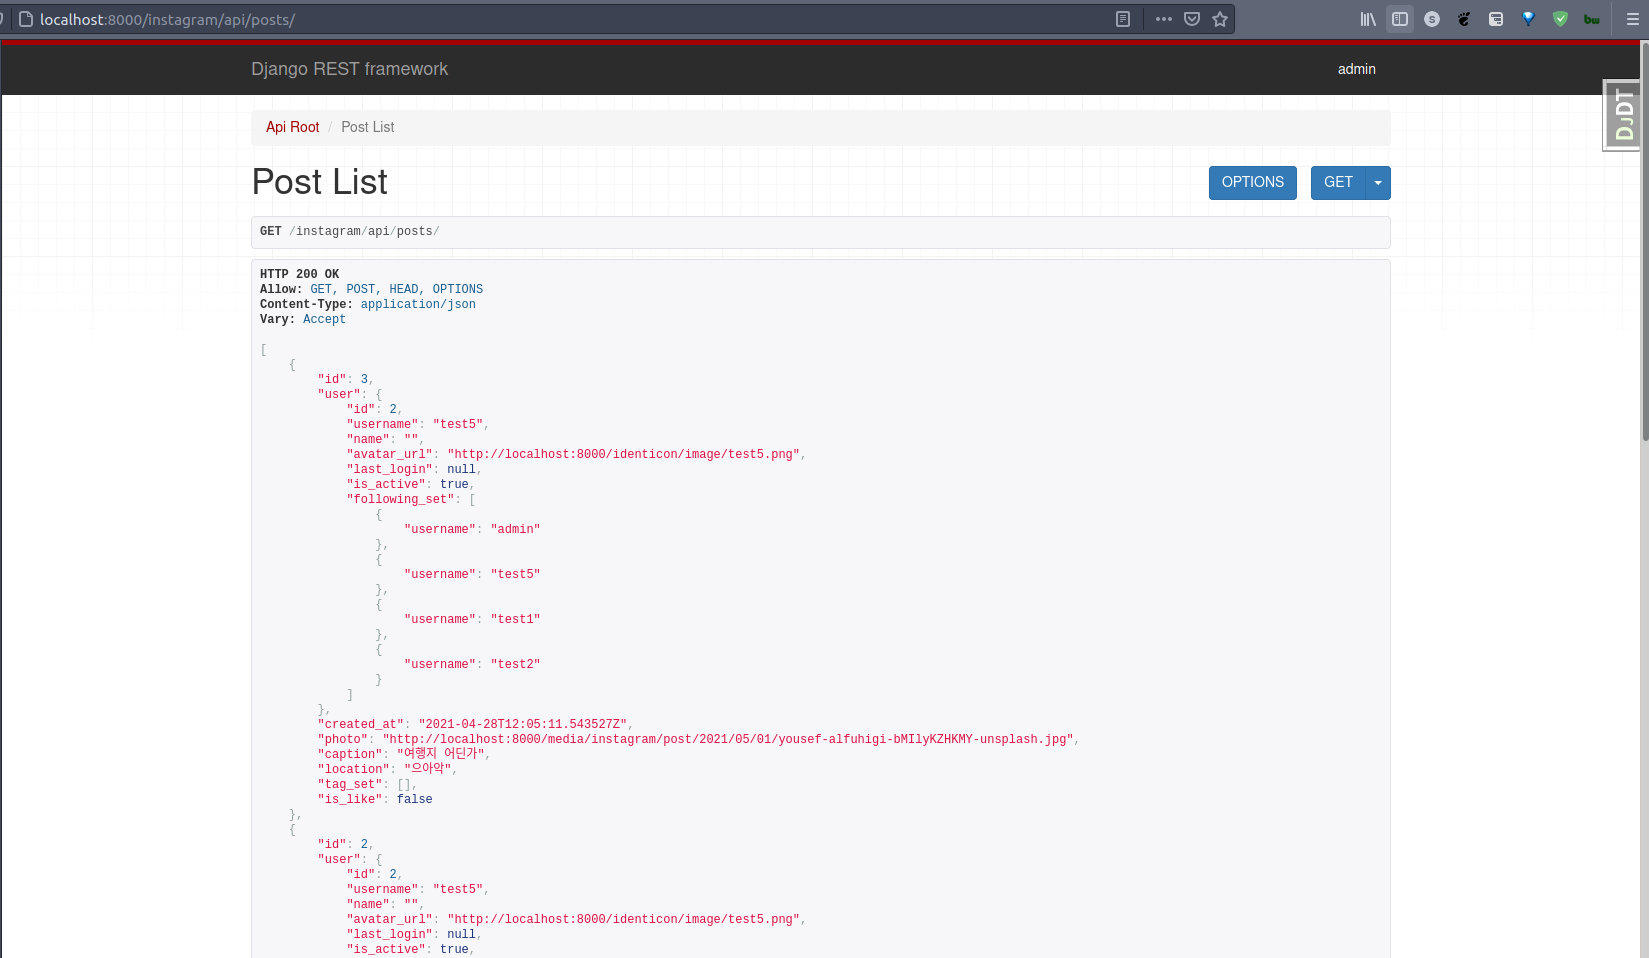 localhost:8000/instagram/api/posts/
Django REST framework
admin
DjDT
Api Root / Post List
Post List
OPTIONS
GET
GET /instagram/api/posts/
HTTP 200 OK
Allow: GET, POST, HEAD, OPTIONS
Content-Type: application/json
Vary: Accept
[
{
"id": 3,
"user": {
"id": 2,
"username": "test5",
"name": "",
"avatar_url": "http://localhost:8000/identicon/image/test5.png",
"last_login": null,
"is_active": true,
"following_set": [
{
"username": "admin"
},
{
"username": "test5"
},
{
"username": "test1"
},
{
"username": "test2"
}
]
},
"created_at": "2021-04-28T12:05:11.543527Z",
"photo": "http://localhost:8000/media/instagram/post/2021/05/01/yousef-alfuhigi-bMIlyKZHKMY-unsplash.jpg",
"caption": "여행지 어딘가",
"location": "으아악",
"tag_set": [],
"is_like": false
},
{
"id": 2,
"user": {
"id": 2,
"username": "test5",
"name": "",
"avatar_url": "http://localhost:8000/identicon/image/test5.png",
"last_login": null,
"is_active": true,